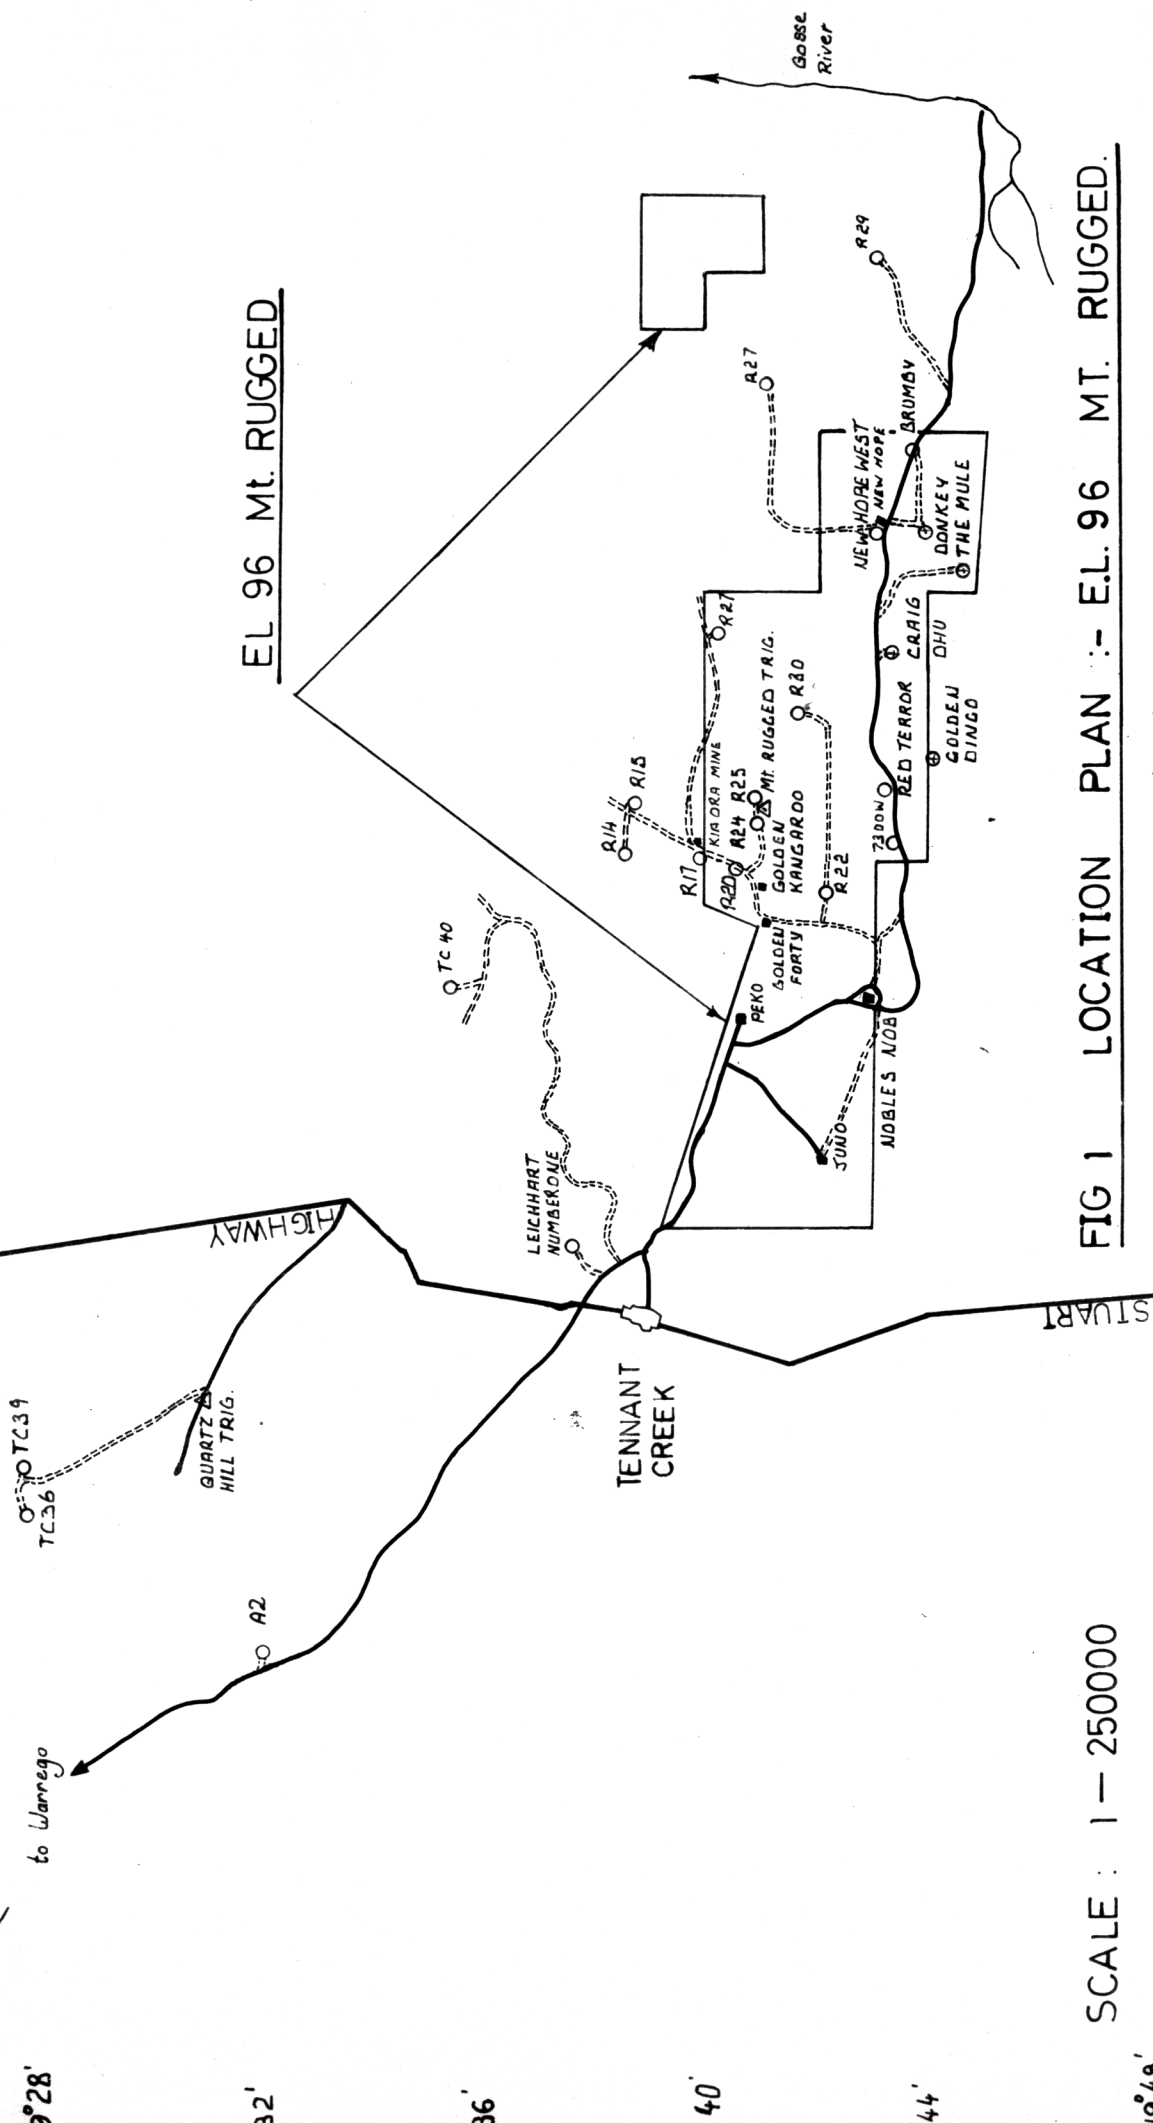 EL 96 Mt. RUGGED
Gosse
River
R29
R27
BRUMBY
NEW HOPE WEST
NEW HOPE
DONKEY
THE MULE
R21
CRAIG
DHU
Mt. RUGGED TRIG.
R30
RED TERROR
GOLDEN
DINGO
R15
R14
KIA ORA MINE
R17
R24
R25
R20
GOLDEN
KANGAROO
R22
7300W
TC 40
GOLDEN
FORTY
PEKO
NOBLES NOB
JUNO
LEICHHART
NUMBERONE
HIGHWAY
STUART
QUARTZ
HILL TRIG.
TC39
TC36
A2
to Warrego
TENNANT
CREEK
FIG 1 LOCATION PLAN :- E.L. 96 MT. RUGGED.
SCALE : 1 — 250000
9°28'
32'
36'
40'
44'